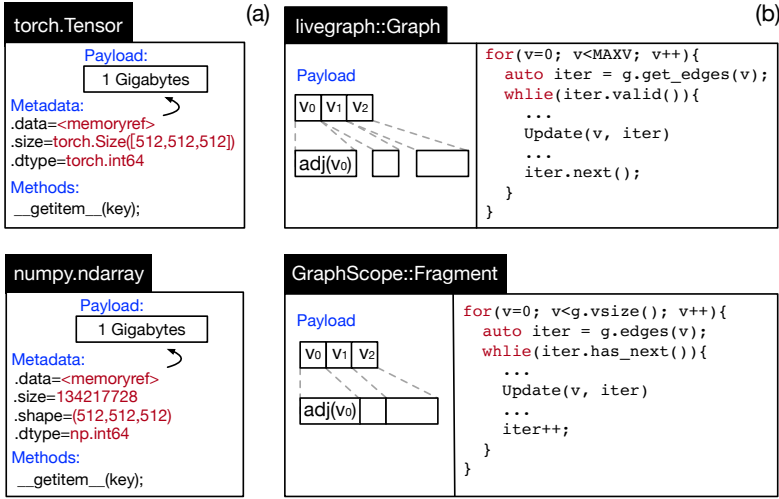 torch.Tensor
(a)
Payload:
1 Gigabytes
Metadata:
.data=<memoryref>
.size=torch.Size([512,512,512])
.dtype=torch.int64
Methods:
__getitem__(key);
livegraph::Graph
(b)
Payload
v0 v1 v2
adj(v0)
for(v=0; v<MAXV; v++){
auto iter = g.get_edges(v);
whlie(iter.valid()){
...
Update(v, iter)
...
iter.next();
}
}
numpy.ndarray
Payload:
1 Gigabytes
Metadata:
.data=<memoryref>
.size=134217728
.shape=(512,512,512)
.dtype=np.int64
Methods:
__getitem__(key);
GraphScope::Fragment
Payload
v0 v1 v2
adj(v0)
for(v=0; v<g.vsize(); v++){
auto iter = g.edges(v);
whlie(iter.has_next()){
...
Update(v, iter)
...
iter++;
}
}